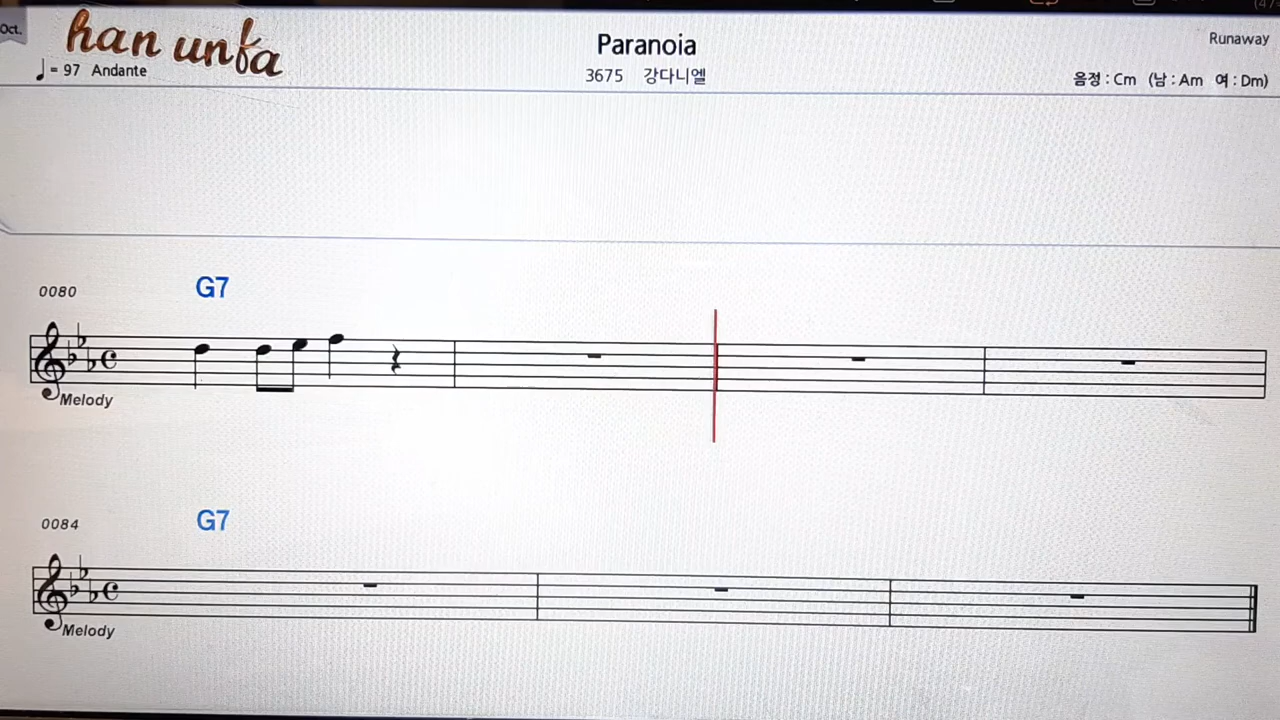 Oct.
han unfa
Paranoia
Runaway
♩ = 97 Andante
3675 강다니엘
음정 : Cm (남 : Am 여 : Dm)
0080
G7
Melody
0084
G7
Melody